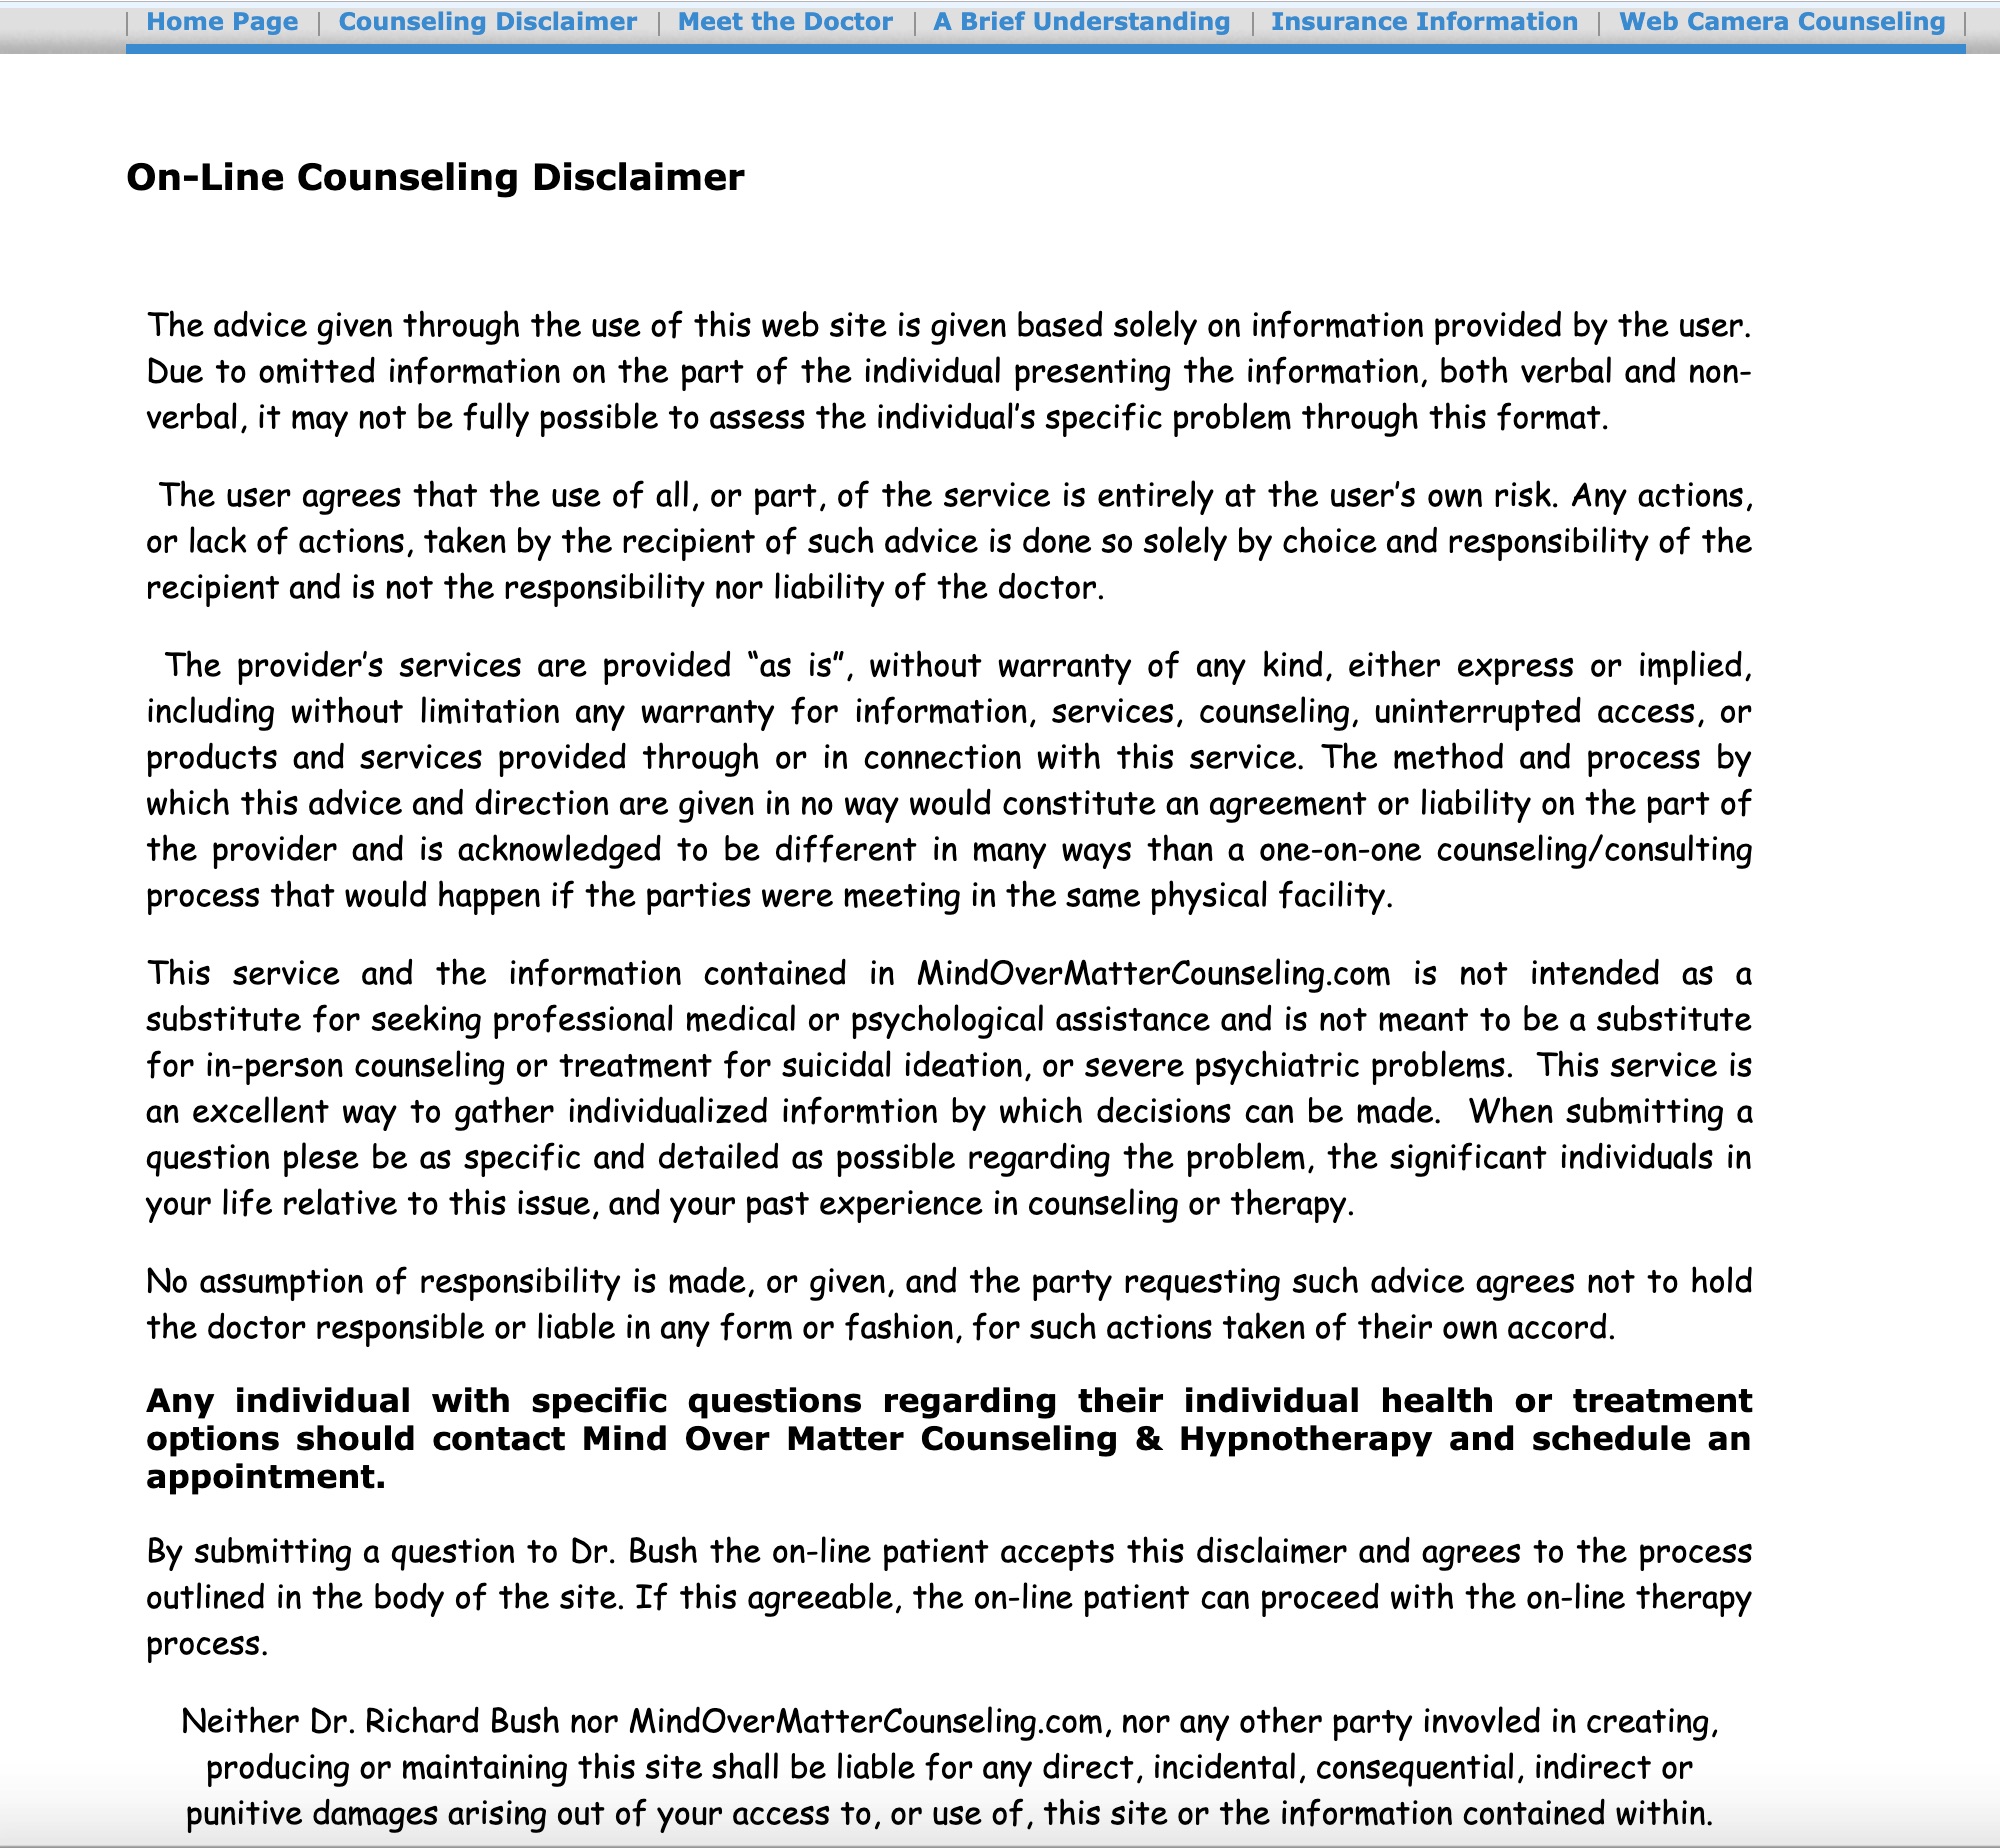 Home Page | Counseling Disclaimer | Meet the Doctor | A Brief Understanding | Insurance Information | Web Camera Counseling
On-Line Counseling Disclaimer
The advice given through the use of this web site is given based solely on information provided by the user.
Due to omitted information on the part of the individual presenting the information, both verbal and non-
verbal, it may not be fully possible to assess the individual's specific problem through this format.
The user agrees that the use of all, or part, of the service is entirely at the user's own risk. Any actions,
or lack of actions, taken by the recipient of such advice is done so solely by choice and responsibility of the
recipient and is not the responsibility nor liability of the doctor.
The provider's services are provided "as is", without warranty of any kind, either express or implied,
including without limitation any warranty for information, services, counseling, uninterrupted access, or
products and services provided through or in connection with this service. The method and process by
which this advice and direction are given in no way would constitute an agreement or liability on the part of
the provider and is acknowledged to be different in many ways than a one-on-one counseling/consulting
process that would happen if the parties were meeting in the same physical facility.
This service and the information contained in MindOverMatterCounseling.com is not intended as a
substitute for seeking professional medical or psychological assistance and is not meant to be a substitute
for in-person counseling or treatment for suicidal ideation, or severe psychiatric problems. This service is
an excellent way to gather individualized informtion by which decisions can be made. When submitting a
question plese be as specific and detailed as possible regarding the problem, the significant individuals in
your life relative to this issue, and your past experience in counseling or therapy.
No assumption of responsibility is made, or given, and the party requesting such advice agrees not to hold
the doctor responsible or liable in any form or fashion, for such actions taken of their own accord.
Any individual with specific questions regarding their individual health or treatment
options should contact Mind Over Matter Counseling & Hypnotherapy and schedule an
appointment.
By submitting a question to Dr. Bush the on-line patient accepts this disclaimer and agrees to the process
outlined in the body of the site. If this agreeable, the on-line patient can proceed with the on-line therapy
process.
Neither Dr. Richard Bush nor MindOverMatterCounseling.com, nor any other party invovled in creating,
producing or maintaining this site shall be liable for any direct, incidental, consequential, indirect or
punitive damages arising out of your access to, or use of, this site or the information contained within.